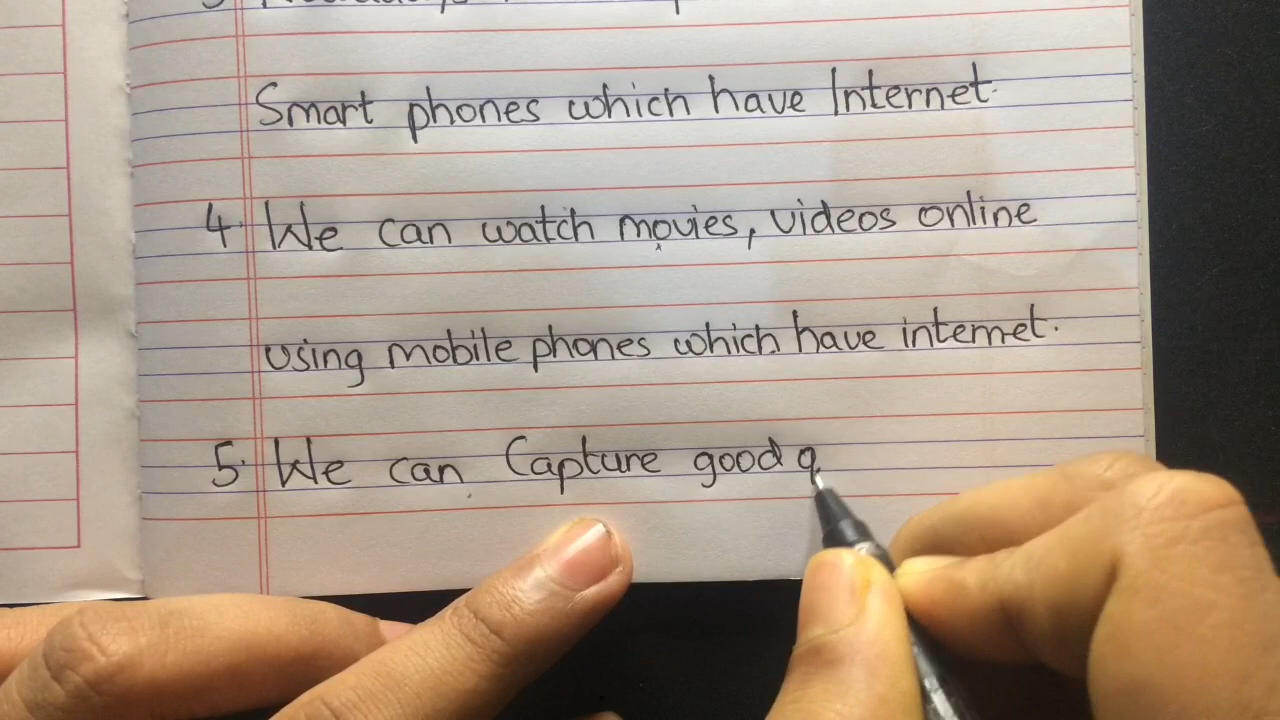 Smart phones which have Internet.
4. We can watch movies, videos online
using mobile phones which have internet.
5. We can Capture good q